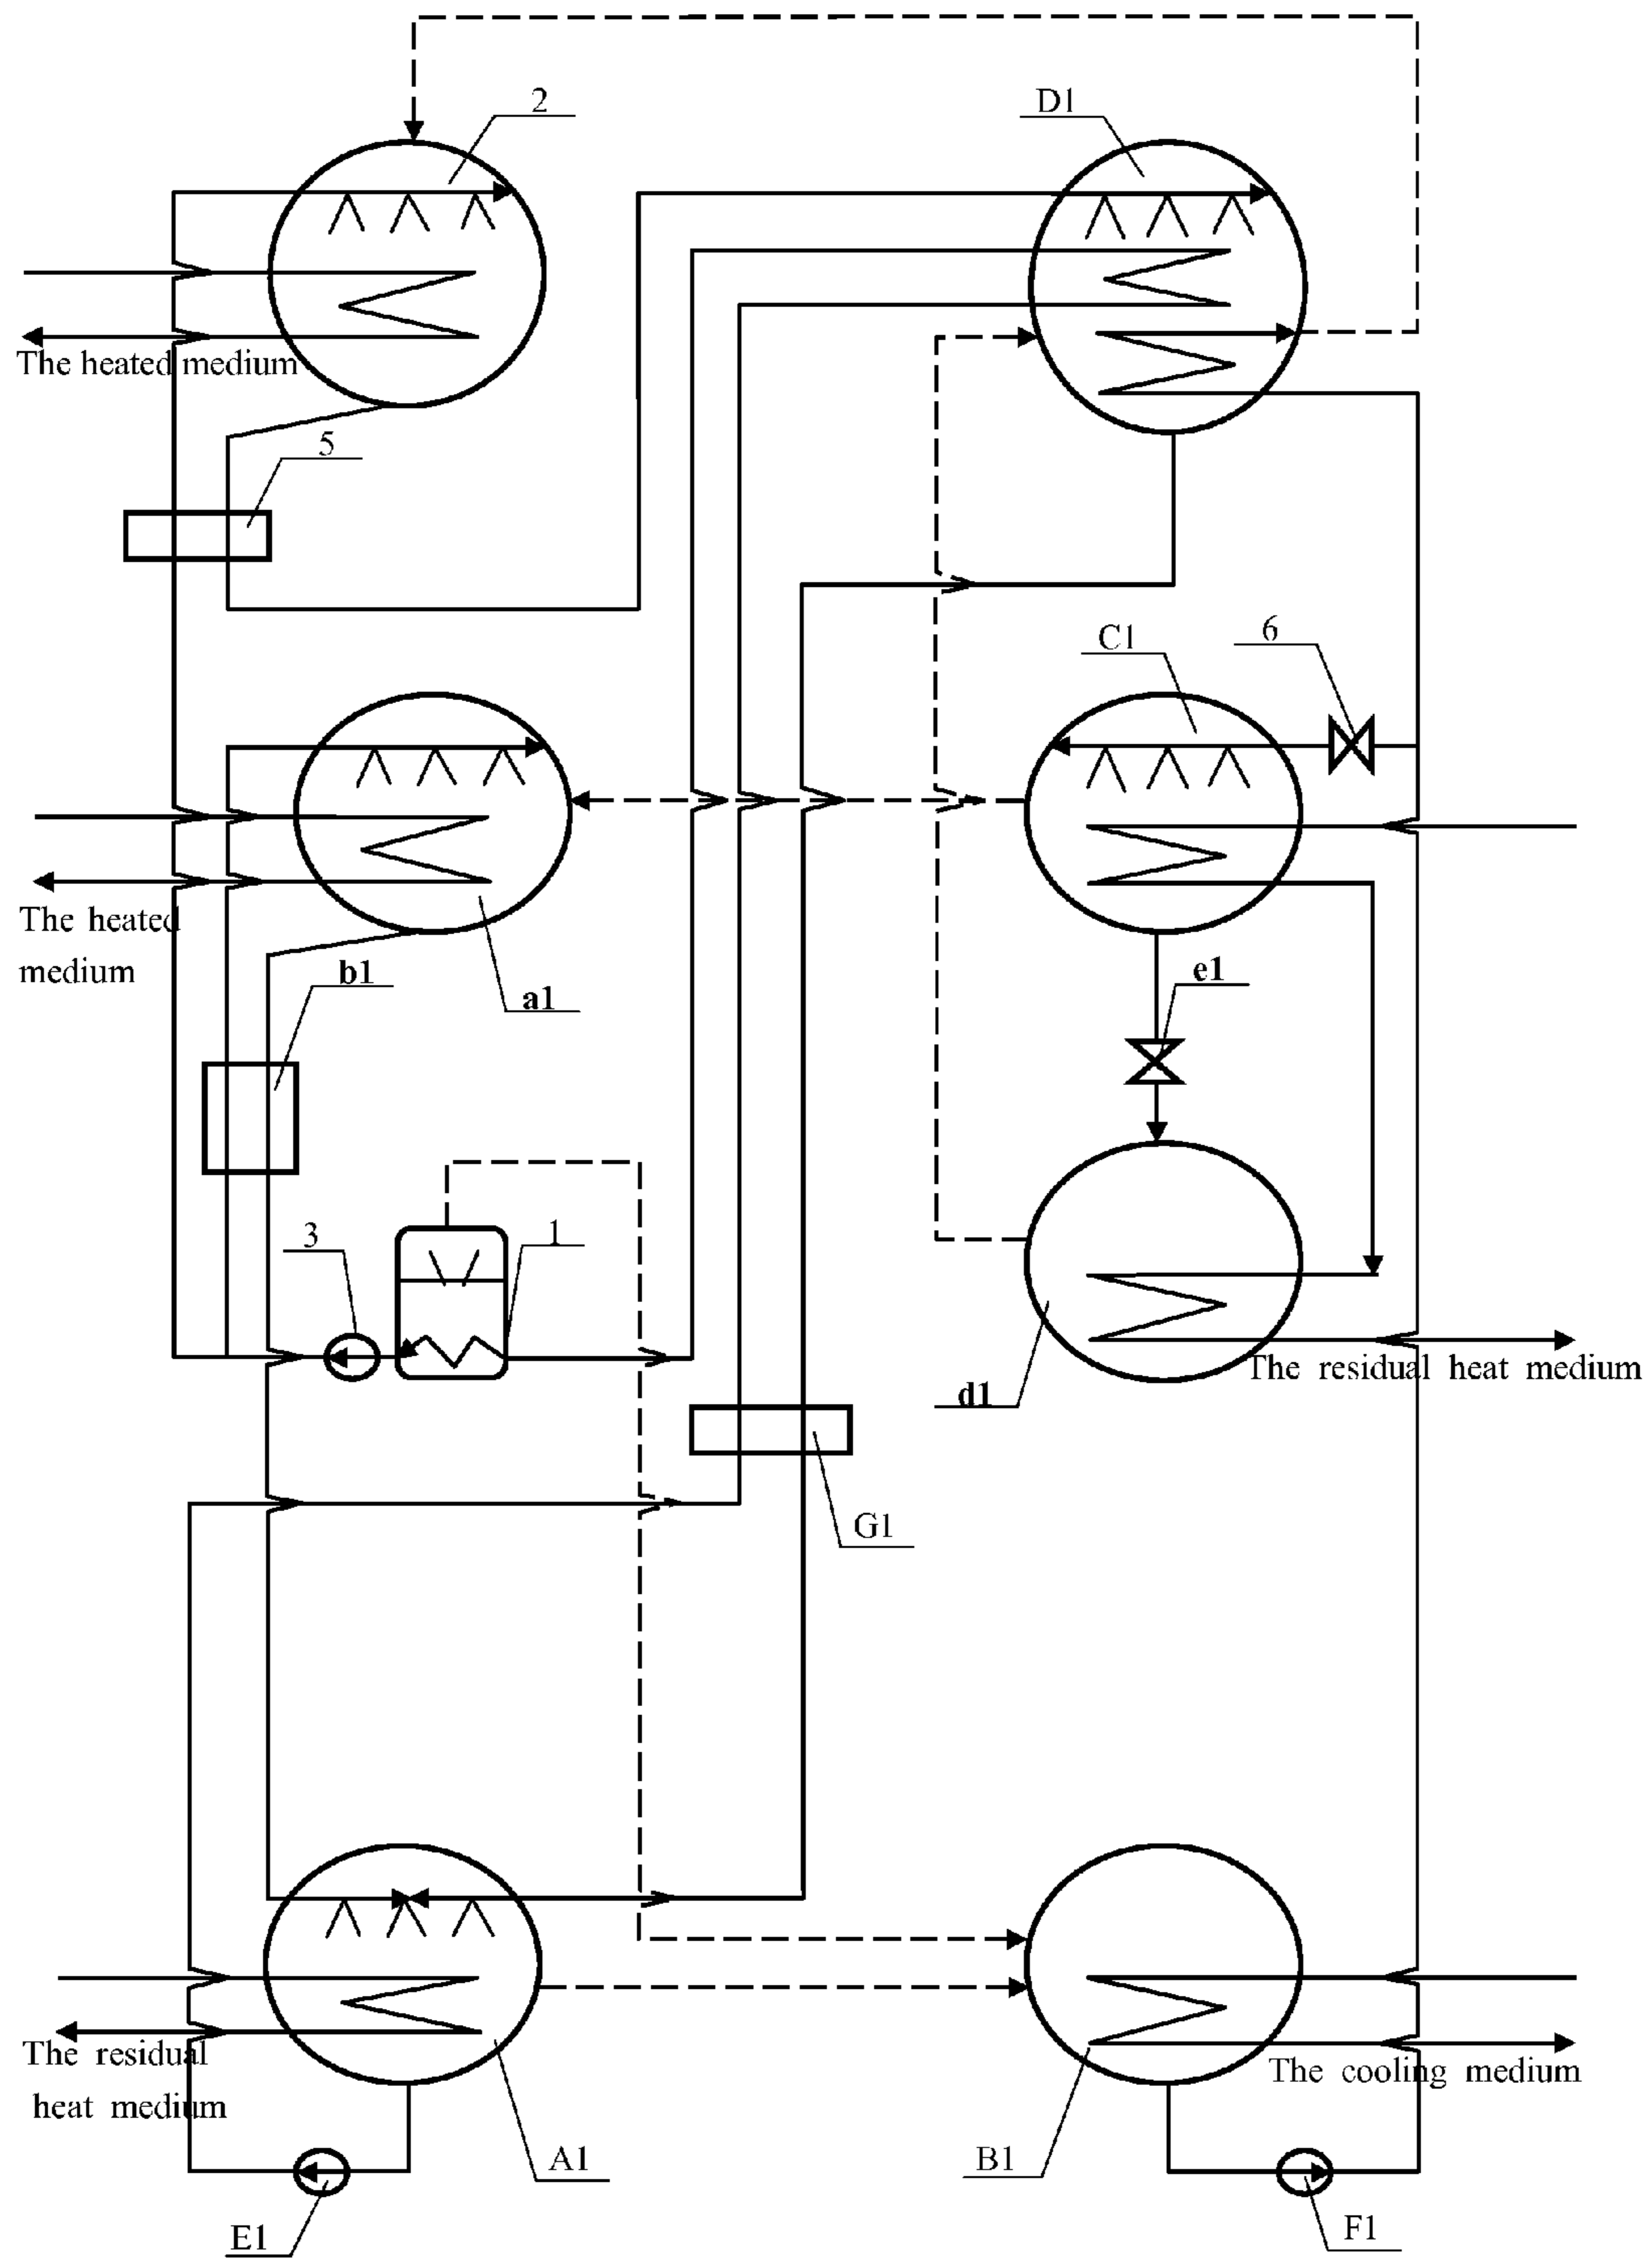 2
D1
The heated medium
5
C1
6
The heated
medium
b1
a1
e1
3
1
The residual heat medium
d1
G1
The residual
heat medium
The cooling medium
A1
B1
E1
F1